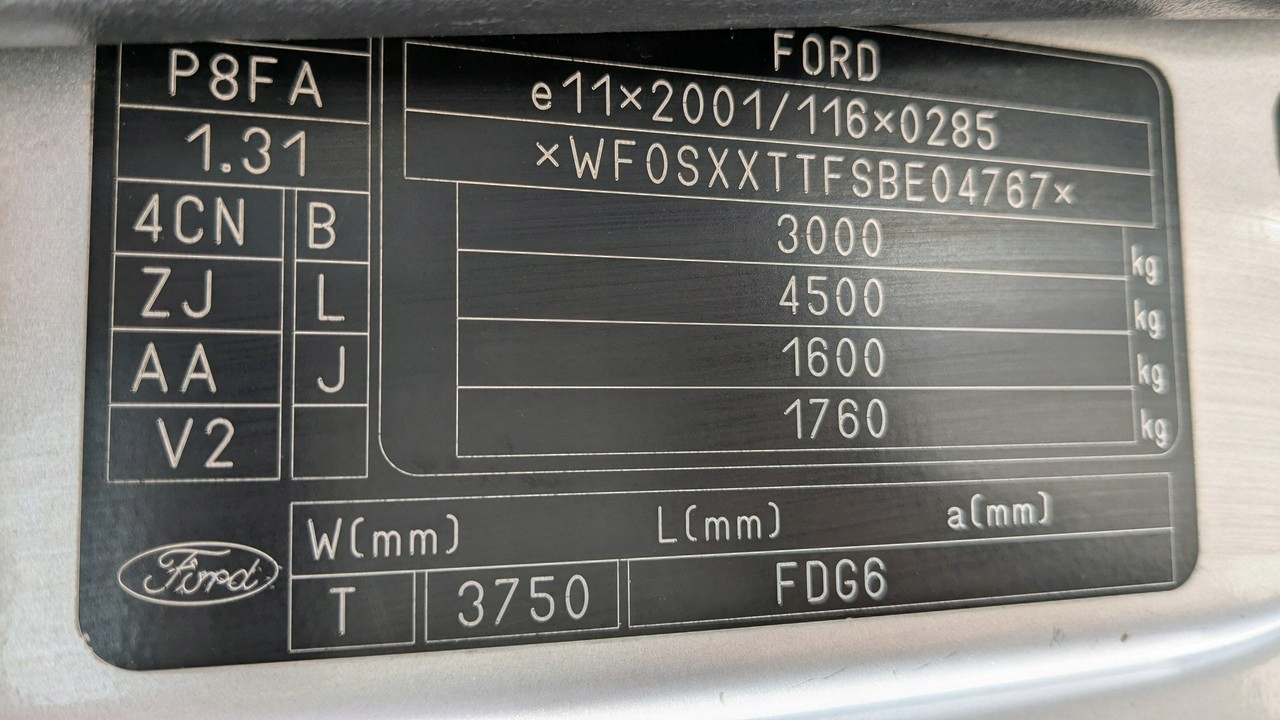 P8FA
1.31
4CN B
ZJ L
AA J
V2
FORD
e11×2001/116×0285
×WF0SXXTTFSBE04767×
3000 kg
4500 kg
1600 kg
1760 kg
W(mm) L(mm) a(mm)
Ford
T 3750 FDG6